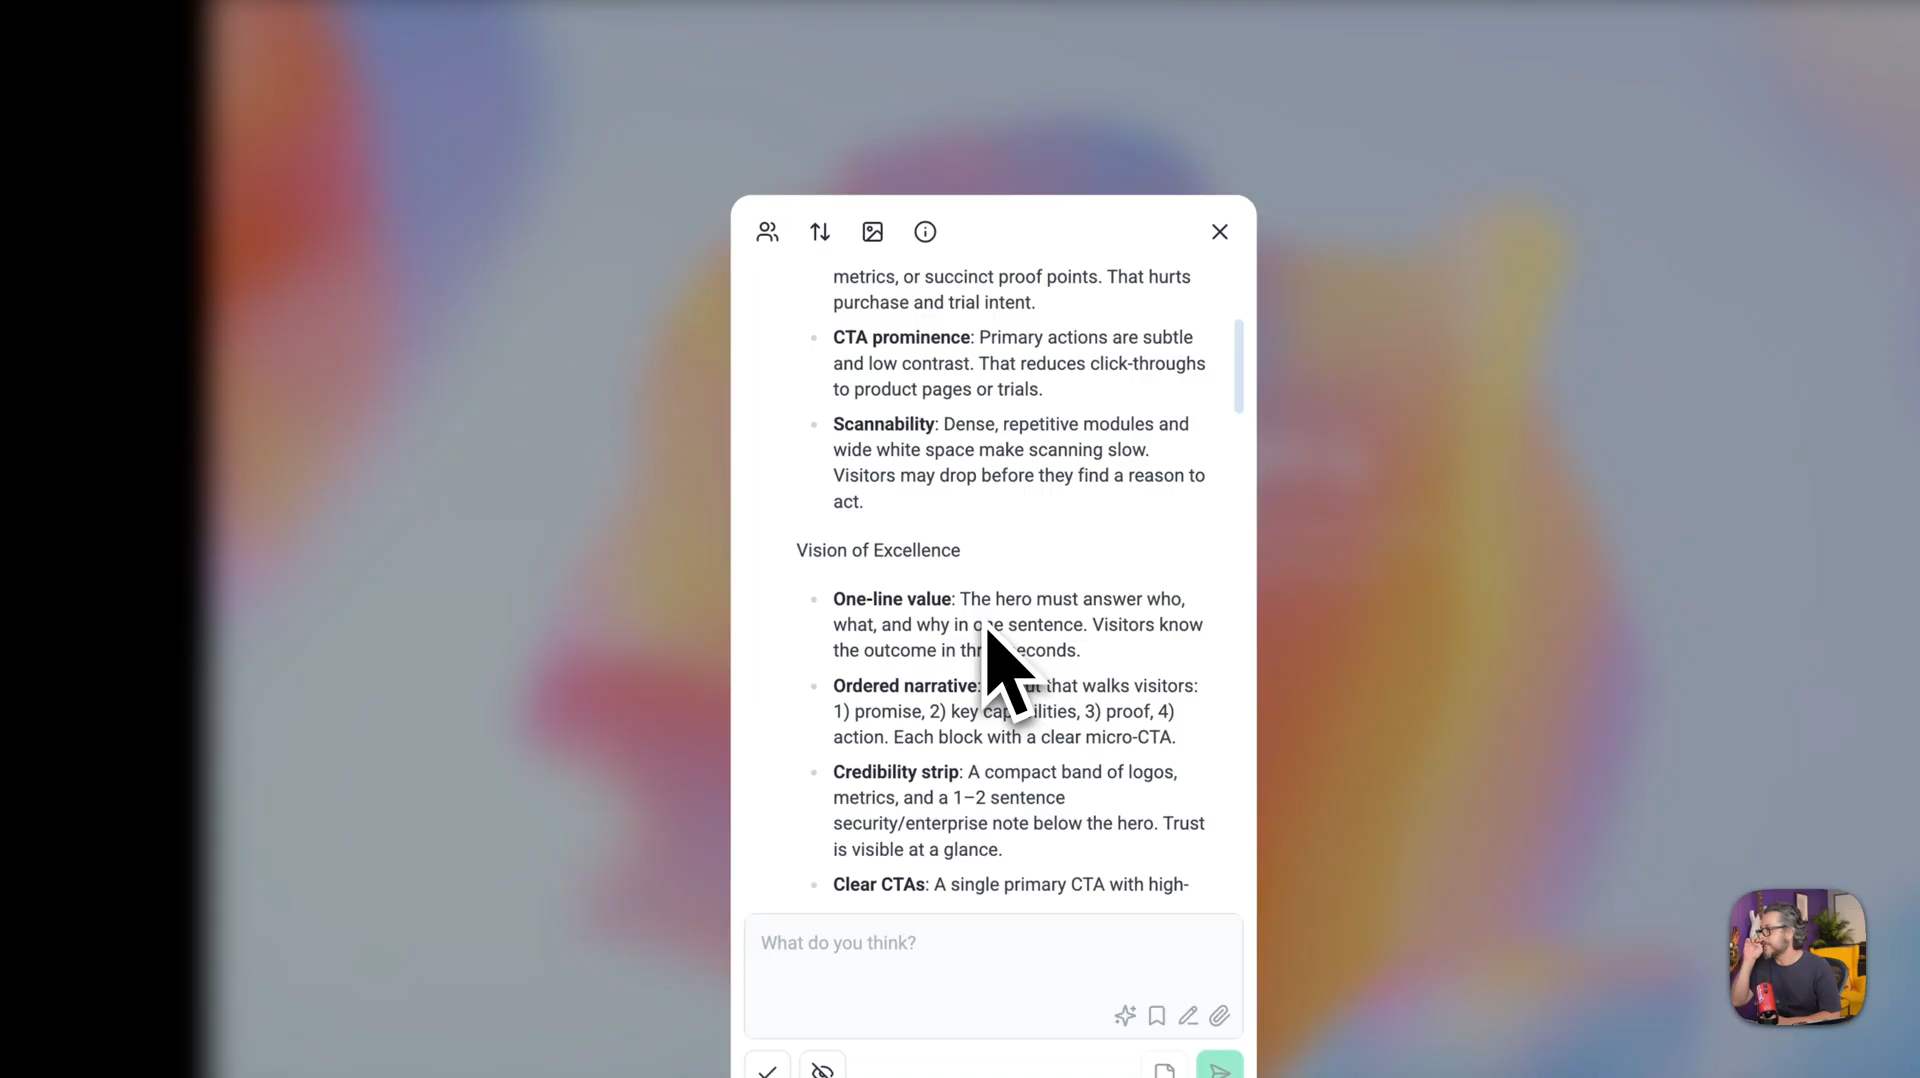 metrics, or succinct proof points. That hurts
purchase and trial intent.
CTA prominence: Primary actions are subtle
and low contrast. That reduces click-throughs
to product pages or trials.
Scannability: Dense, repetitive modules and
wide white space make scanning slow.
Visitors may drop before they find a reason to
act.
Vision of Excellence
One-line value: The hero must answer who,
what, and why in one sentence. Visitors know
the outcome in
Ordered narrative: that walks visitors:
1) promise, 2) key capabilities, 3) proof, 4)
action. Each block with a clear micro-CTA.
Credibility strip: A compact band of logos,
metrics, and a 1–2 sentence
security/enterprise note below the hero. Trust
is visible at a glance.
Clear CTAs: A single primary CTA with high-
What do you think?